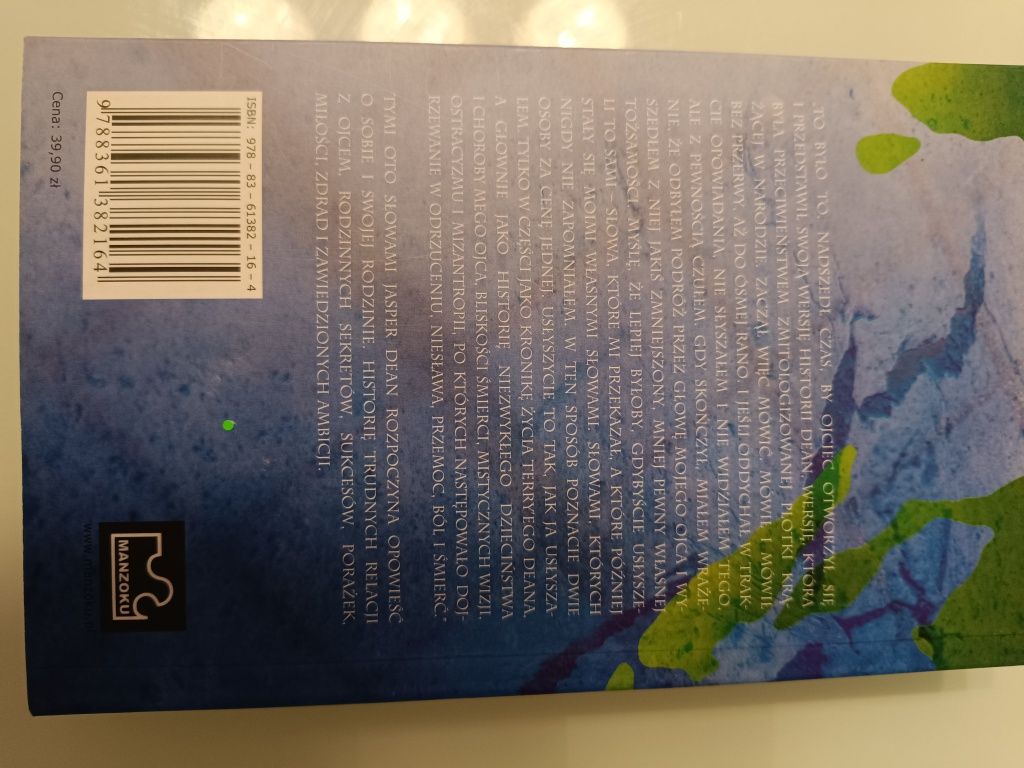 „TO BYŁO TO. NADSZEDŁ CZAS, BY OJCIEC OTWORZYŁ SIĘ
I PRZEDSTAWIŁ SWOJĄ WERSJĘ HISTORII DEAN, WERSJĘ, KTÓRA
BYŁA PRZECIWIEŃSTWEM ZMITOLOGIZOWANEJ PLOTKI KRĄ-
ŻĄCEJ W NARODZIE. ZACZĄŁ WIĘC MÓWIĆ. MÓWIŁ I MÓWIŁ
BEZ PRZERWY AŻ DO ÓSMEJ RANO, I JEŚLI ODDYCHAŁ W TRAK-
CIE OPOWIADANIA, NIE SŁYSZAŁEM I NIE WIDZIAŁEM TEGO,
ALE Z PEWNOŚCIĄ CZUŁEM. GDY SKOŃCZYŁ, MIAŁEM WRAŻE-
NIE, ŻE ODBYŁEM PODRÓŻ PRZEZ GŁOWĘ MOJEGO OJCA I WY-
SZEDŁEM Z NIEJ JAKIŚ ZMNIEJSZONY, MNIEJ PEWNY WŁASNEJ
TOŻSAMOŚCI. MYŚLĘ, ŻE LEPIEJ BYŁOBY, GDYBYŚCIE USŁYSZE-
LI TO SAMI – SŁOWA, KTÓRE MI PRZEKAZAŁ, A KTÓRE PÓŹNIEJ
STAŁY SIĘ MOIMI WŁASNYMI SŁOWAMI, SŁOWAMI, KTÓRYCH
NIGDY NIE ZAPOMNIAŁEM. W TEN SPOSÓB POZNACIE DWIE
OSOBY ZA CENĘ JEDNEJ. USŁYSZYCIE TO, TAK JAK JA USŁYSZA-
ŁEM, TYLKO W CZĘŚCI JAKO KRONIKĘ ŻYCIA TERRY'EGO DEANA,
A GŁÓWNIE JAKO HISTORIĘ NIEZWYKŁEGO DZIECIŃSTWA
I CHOROBY MEGO OJCA, BLISKOŚCI ŚMIERCI, MISTYCZNYCH WIZJI,
OSTRACYZMU I MIZANTROPII, PO KTÓRYCH NASTĘPOWAŁO DOJ-
RZEWANIE W ODRZUCENIU, NIESŁAWA, PRZEMOC, BÓL I ŚMIERĆ."
TYMI OTO SŁOWAMI JASPER DEAN ROZPOCZYNA OPOWIEŚĆ
O SOBIE I SWOJEJ RODZINIE. HISTORIĘ TRUDNYCH RELACJI
Z OJCEM, RODZINNYCH SEKRETÓW, SUKCESÓW, PORAŻEK,
MIŁOŚCI, ZDRAD I ZAWIEDZIONYCH AMBICJI.
ISBN: 978 - 83 - 61382 - 16 - 4
9 788361 382164
Cena: 39,90 zł
MANZOKU